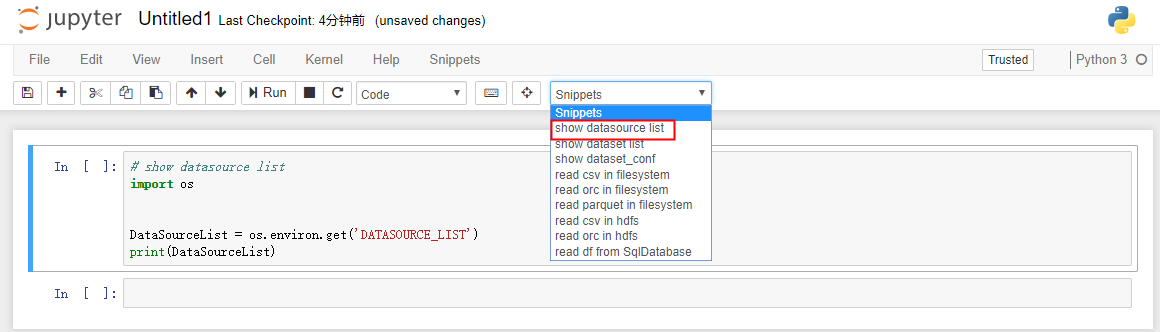 jupyter Untitled1 Last Checkpoint: 4分钟前 (unsaved changes)
File Edit View Insert Cell Kernel Help Snippets Trusted Python 3
Run Code Snippets
Snippets
show datasource list
show dataset list
show dataset_conf
read csv in filesystem
read orc in filesystem
read parquet in filesystem
read csv in hdfs
read orc in hdfs
read df from SqlDatabase
In [ ]: # show datasource list
import os
DataSourceList = os.environ.get('DATASOURCE_LIST')
print(DataSourceList)
In [ ]: